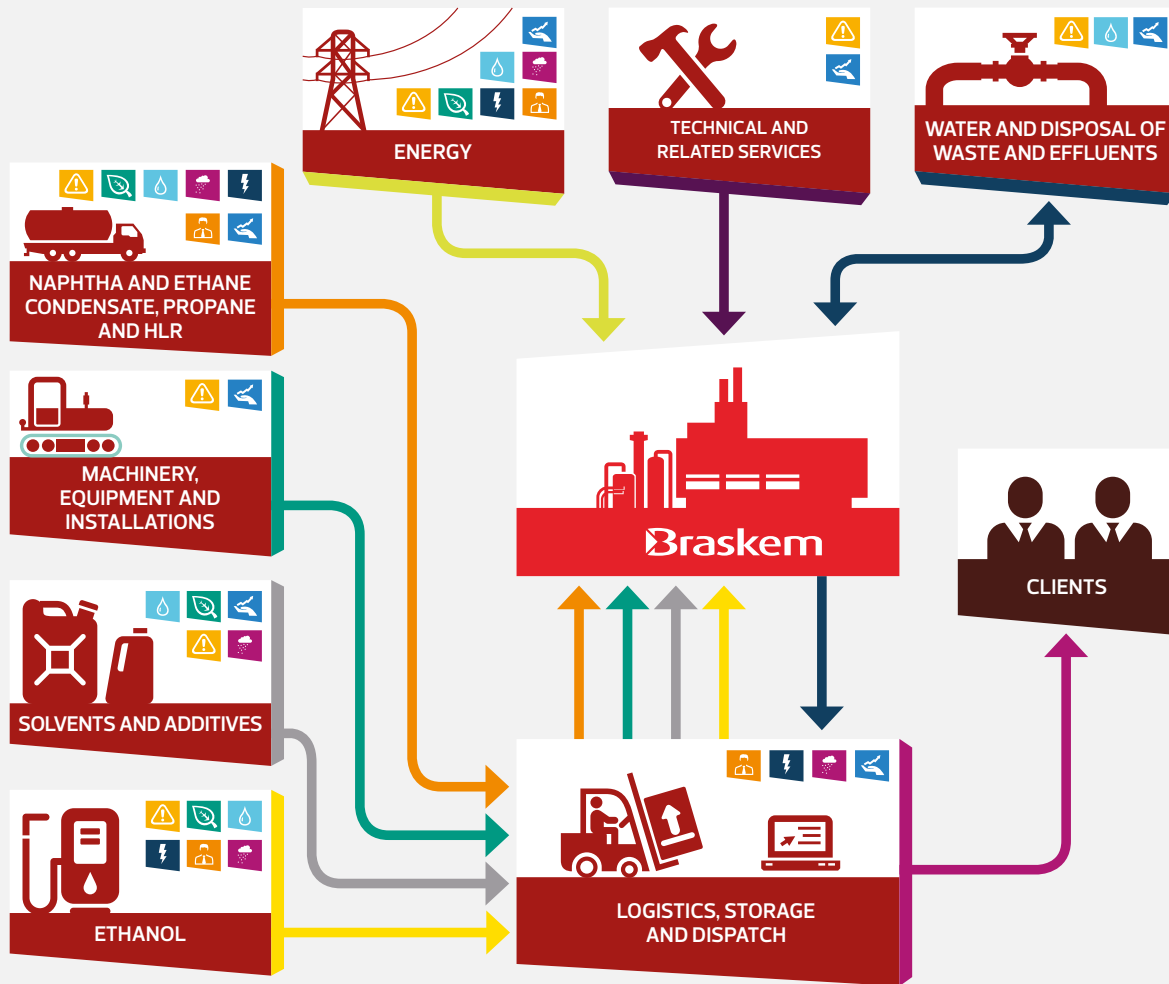 ENERGY
TECHNICAL AND
RELATED SERVICES
WATER AND DISPOSAL OF
WASTE AND EFFLUENTS
NAPHTHA AND ETHANE
CONDENSATE, PROPANE
AND HLR
MACHINERY,
EQUIPMENT AND
INSTALLATIONS
Braskem
CLIENTS
SOLVENTS AND ADDITIVES
ETHANOL
LOGISTICS, STORAGE
AND DISPATCH